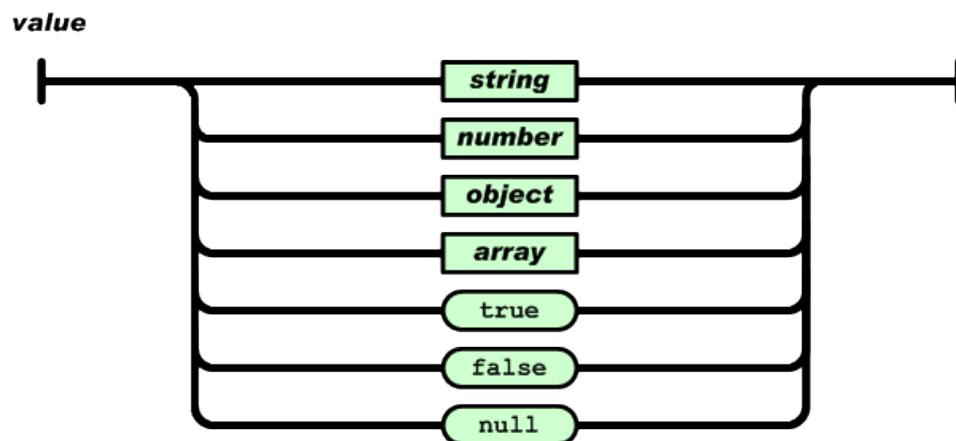 value
string
number
object
array
true
false
null